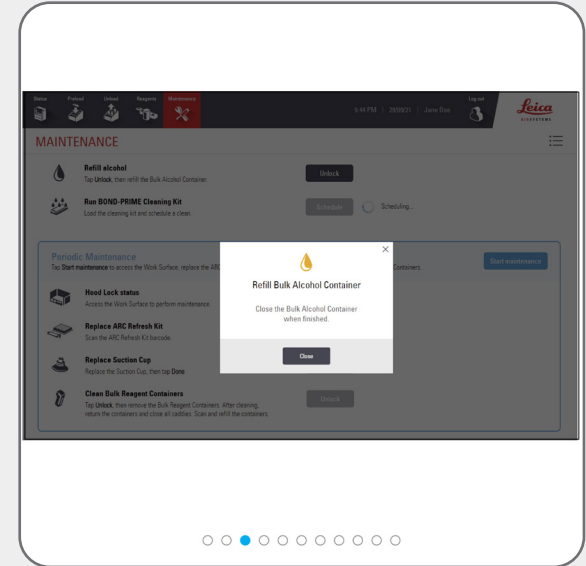 Status Preload Unload Reagents Maintenance
5:44 PM | 29/09/21 | Jane Doe
Log out
Leica
BIOSYSTEMS
MAINTENANCE
Refill alcohol
Tap Unlock, then refill the Bulk Alcohol Container.
Unlock
Run BOND-PRIME Cleaning Kit
Load the cleaning kit and schedule a clean.
Schedule
Scheduling...
Periodic Maintenance
Tap Start maintenance to access the Work Surface, replace the ARC
Containers.
Start maintenance
Hood Lock status
Access the Work Surface to perform maintenance.
Replace ARC Refresh Kit
Scan the ARC Refresh Kit barcode.
Replace Suction Cup
Replace the Suction Cup, then tap Done.
Clean Bulk Reagent Containers
Tap Unlock, then remove the Bulk Reagent Containers. After cleaning,
return the containers and close all caddies. Scan and refill the containers.
Unlock
Refill Bulk Alcohol Container
Close the Bulk Alcohol Container
when finished.
Close